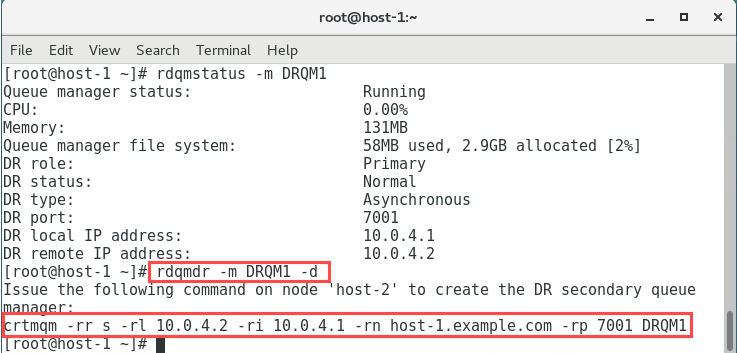 root@host-1:~
File Edit View Search Terminal Help
[root@host-1 ~]# rdqmstatus -m DRQM1
Queue manager status: Running
CPU: 0.00%
Memory: 131MB
Queue manager file system: 58MB used, 2.9GB allocated [2%]
DR role: Primary
DR status: Normal
DR type: Asynchronous
DR port: 7001
DR local IP address: 10.0.4.1
DR remote IP address: 10.0.4.2
[root@host-1 ~]# rdqmdr -m DRQM1 -d
Issue the following command on node 'host-2' to create the DR secondary queue
manager:
crtmqm -rr s -rl 10.0.4.2 -ri 10.0.4.1 -rn host-1.example.com -rp 7001 DRQM1
[root@host-1 ~]#